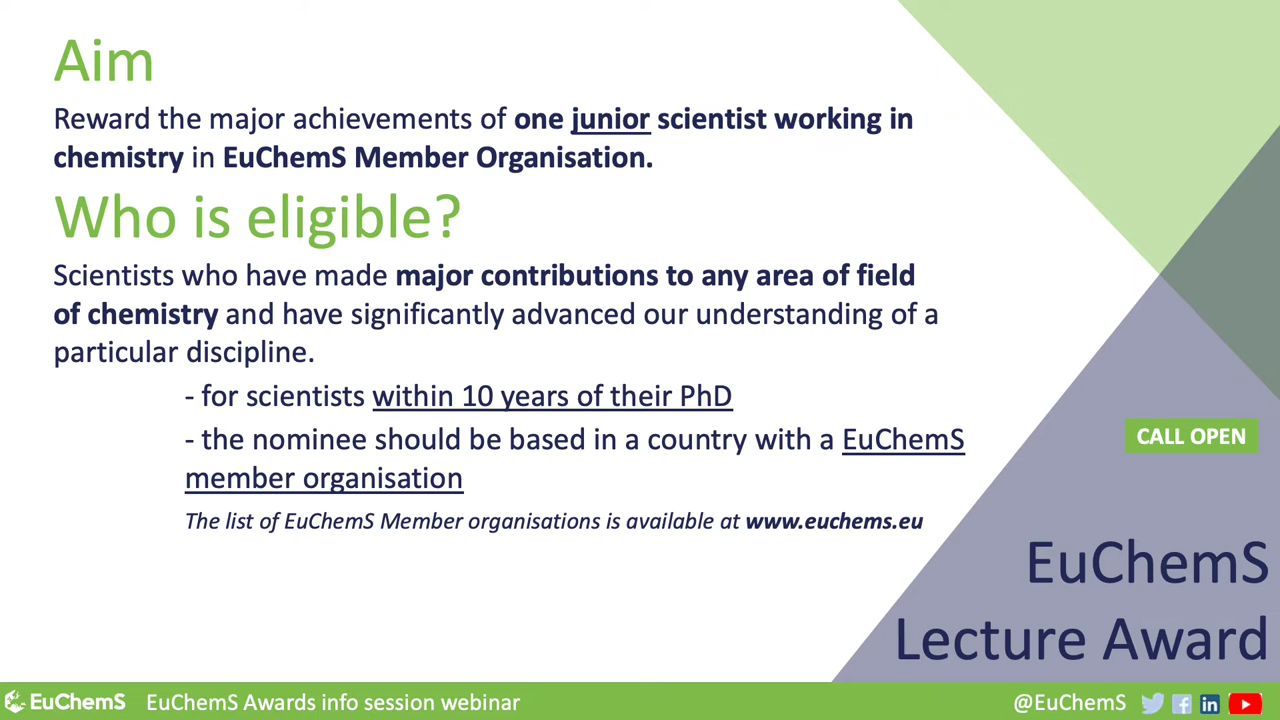 Aim
Reward the major achievements of one junior scientist working in
chemistry in EuChemS Member Organisation.
Who is eligible?
Scientists who have made major contributions to any area of field
of chemistry and have significantly advanced our understanding of a
particular discipline.
- for scientists within 10 years of their PhD
- the nominee should be based in a country with a EuChemS
member organisation
The list of EuChemS Member organisations is available at www.euchems.eu
CALL OPEN
EuChemS
Lecture Award
EuChemS EuChemS Awards info session webinar @EuChemS